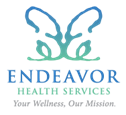 ENDEAVOR
HEALTH SERVICES
Your Wellness, Our Mission.